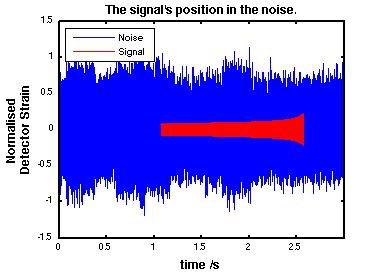 The signal's position in the noise.
1.5
Noise
Signal
1
0.5
0
-0.5
-1
-1.5
Normalised
Detector Strain
0 0.5 1 1.5 2 2.5
time /s